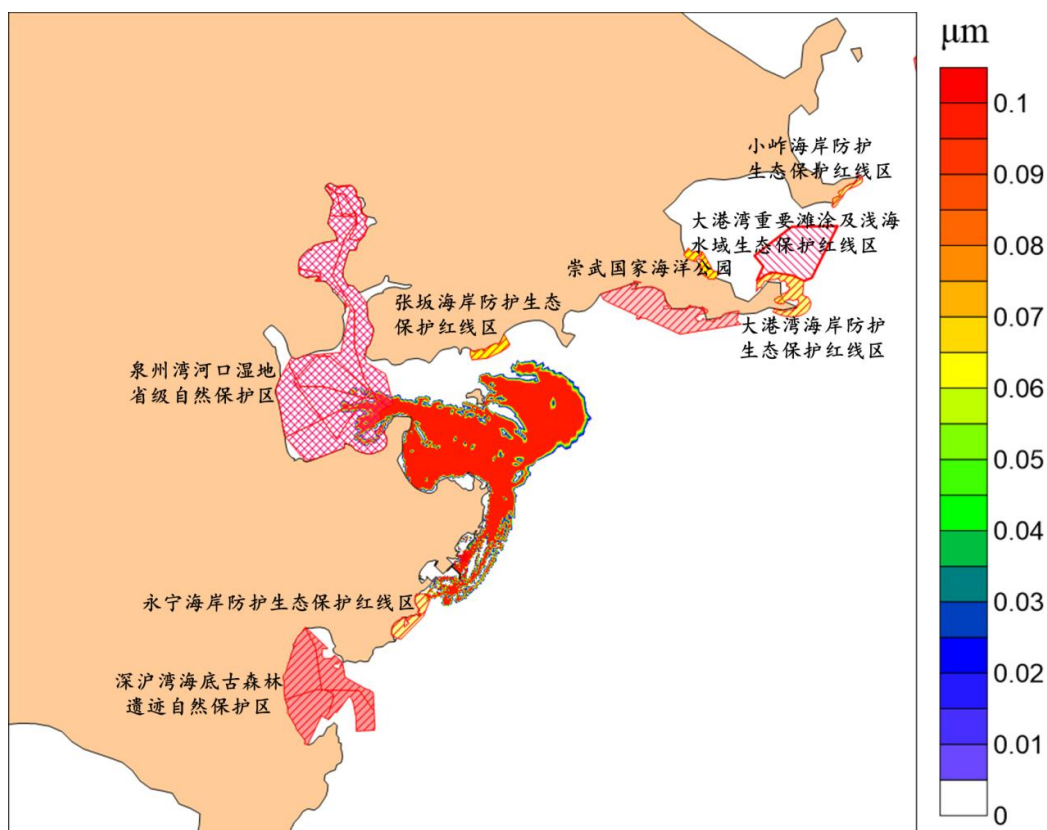 μm
0.1
0.09
0.08
0.07
0.06
0.05
0.04
0.03
0.02
0.01
0
小岞海岸防护
生态保护红线区
大港湾重要滩涂及浅海
水域生态保护红线区
崇武国家海洋公园
张坂海岸防护生态
保护红线区
大港湾海岸防护
生态保护红线区
泉州湾河口湿地
省级自然保护区
永宁海岸防护生态保护红线区
深沪湾海底古森林
遗迹自然保护区